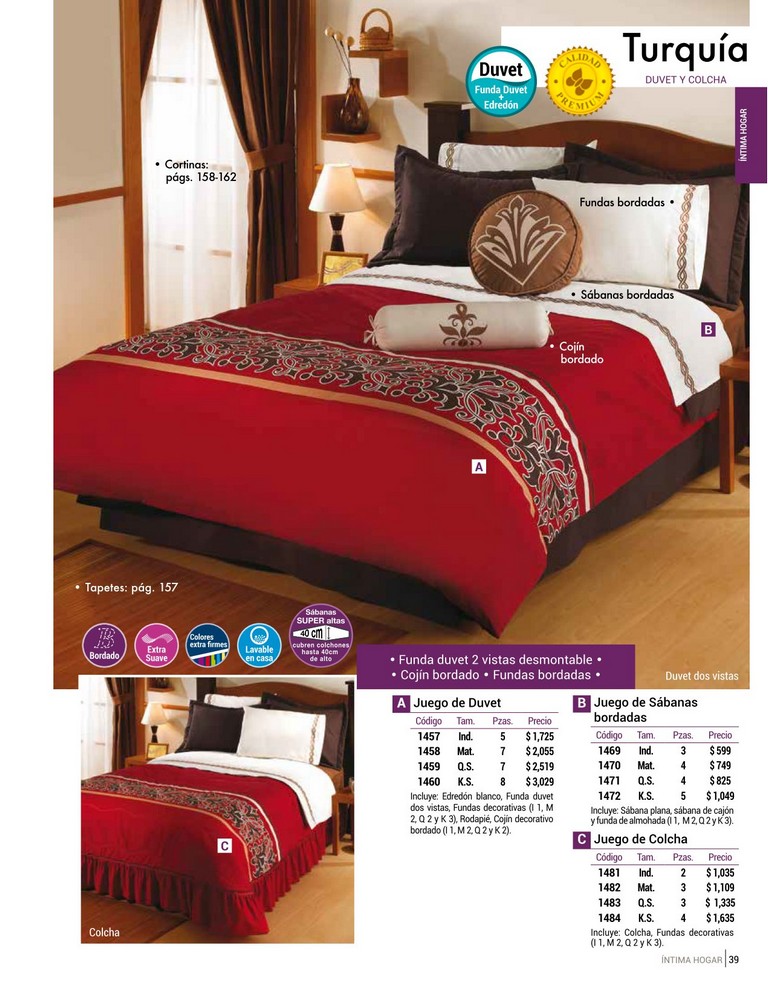 Turquía
DUVET Y COLCHA
Duvet
Funda Duvet
+
Edredón
CALIDAD
PREMIUM
ÍNTIMA HOGAR
• Cortinas:
págs. 158-162
Fundas bordadas •
• Sábanas bordadas
B
• Cojín
bordado
A
• Tapetes: pág. 157
Bordado
Extra
Suave
Colores
extra firmes
Lavable
en casa
Sábanas
SUPER altas
40 cm
cubren colchones
hasta 40cm
de alto
• Funda duvet 2 vistas desmontable •
• Cojín bordado • Fundas bordadas •
Duvet dos vistas
C
Colcha
A Juego de Duvet
Código Tam. Pzas. Precio
1457 Ind. 5 $1,725
1458 Mat. 7 $2,055
1459 Q.S. 7 $2,519
1460 K.S. 8 $3,029
Incluye: Edredón blanco, Funda duvet
dos vistas, Fundas decorativas (I 1, M
2, Q 2 y K 3), Rodapié, Cojín decorativo
bordado (I 1, M 2, Q 2 y K 2).
B Juego de Sábanas
bordadas
Código Tam. Pzas. Precio
1469 Ind. 3 $599
1470 Mat. 4 $749
1471 Q.S. 4 $825
1472 K.S. 5 $1,049
Incluye: Sábana plana, sábana de cajón
y funda de almohada (I 1, M 2, Q 2 y K 3).
C Juego de Colcha
Código Tam. Pzas. Precio
1481 Ind. 2 $1,035
1482 Mat. 3 $1,109
1483 Q.S. 3 $ 1,335
1484 K.S. 4 $1,635
Incluye: Colcha, Fundas decorativas
(I 1, M 2, Q 2 y K 3).
ÍNTIMA HOGAR 39